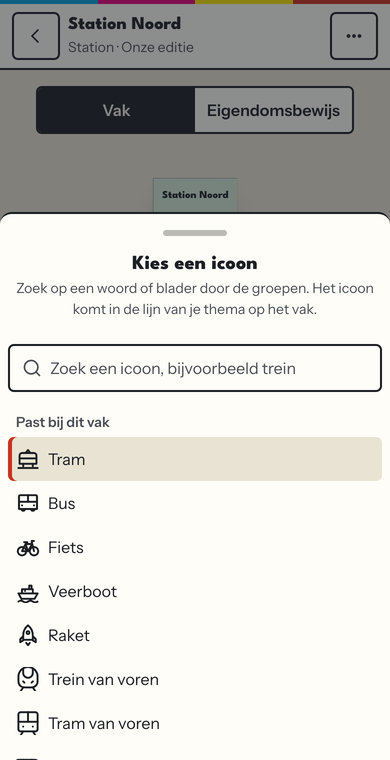 Station Noord
Station · Onze editie
Vak
Eigendomsbewijs
Station Noord
Kies een icoon
Zoek op een woord of blader door de groepen. Het icoon
komt in de lijn van je thema op het vak.
Zoek een icoon, bijvoorbeeld trein
Past bij dit vak
Tram
Bus
Fiets
Veerboot
Raket
Trein van voren
Tram van voren